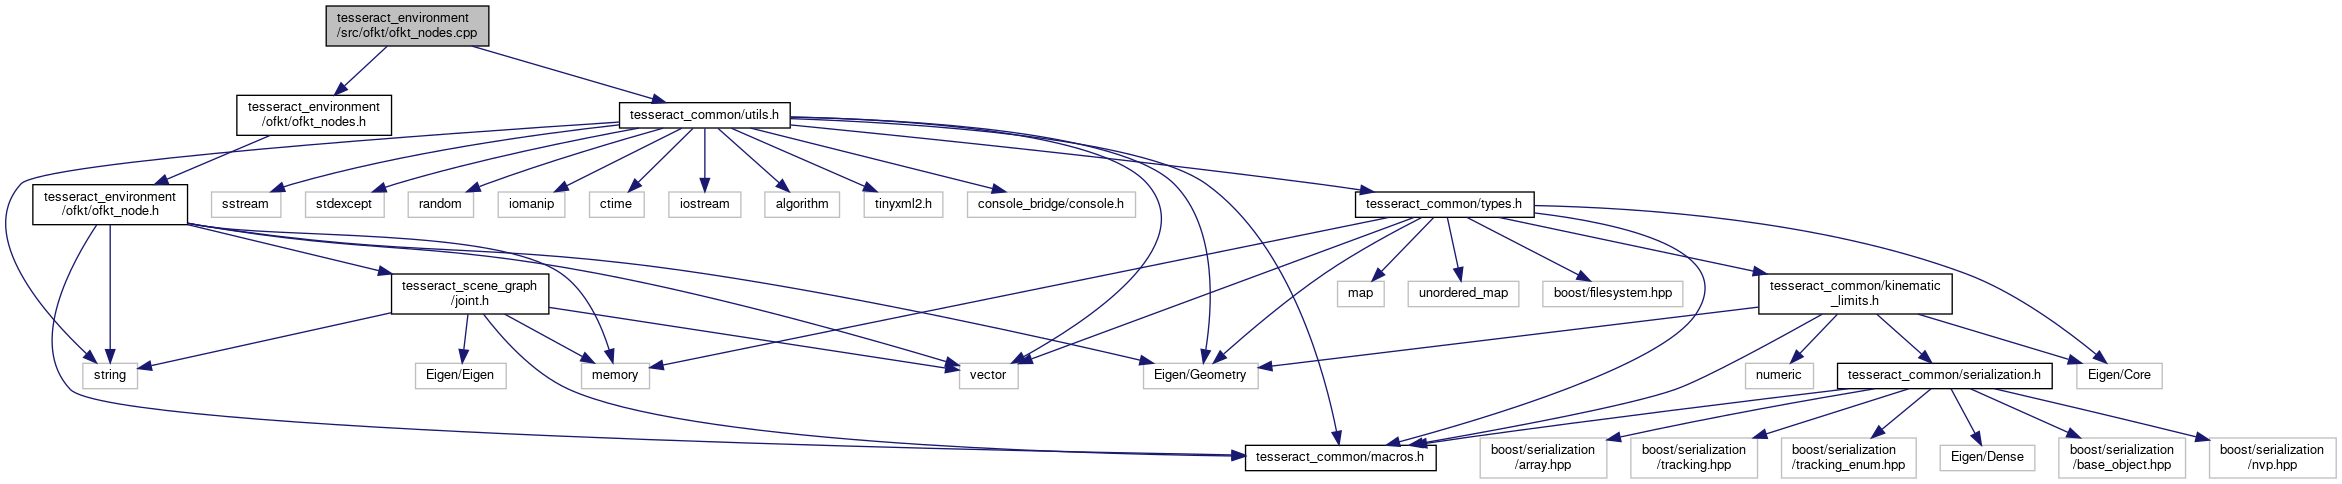 tesseract_environment
/src/ofkt/ofkt_nodes.cpp
tesseract_environment
/ofkt/ofkt_nodes.h
tesseract_common/utils.h
tesseract_environment
/ofkt/ofkt_node.h
sstream
stdexcept
random
iomanip
ctime
iostream
algorithm
tinyxml2.h
console_bridge/console.h
tesseract_common/types.h
tesseract_scene_graph
/joint.h
map
unordered_map
boost/filesystem.hpp
tesseract_common/kinematic
_limits.h
string
Eigen/Eigen
memory
vector
Eigen/Geometry
numeric
tesseract_common/serialization.h
Eigen/Core
tesseract_common/macros.h
boost/serialization
/array.hpp
boost/serialization
/tracking.hpp
boost/serialization
/tracking_enum.hpp
Eigen/Dense
boost/serialization
/base_object.hpp
boost/serialization
/nvp.hpp